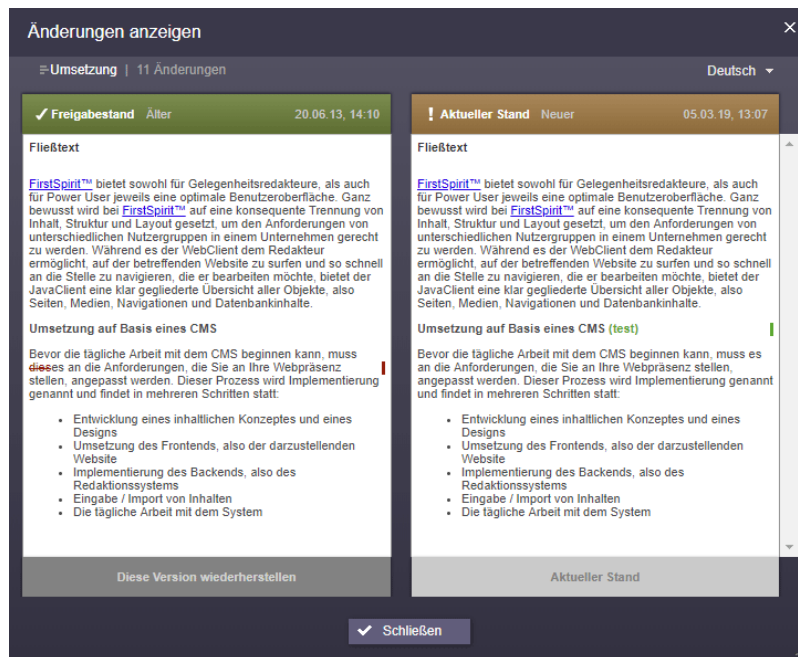 Änderungen anzeigen
Umsetzung | 11 Änderungen
Deutsch
Freigabestand Älter 20.06.13, 14:10
Fließtext
FirstSpirit™ bietet sowohl für Gelegenheitsredakteure, als auch
für Power User jeweils eine optimale Benutzeroberfläche. Ganz
bewusst wird bei FirstSpirit™ auf eine konsequente Trennung von
Inhalt, Struktur und Layout gesetzt, um den Anforderungen von
unterschiedlichen Nutzergruppen in einem Unternehmen gerecht
zu werden. Während es der WebClient dem Redakteur
ermöglicht, auf der betreffenden Website zu surfen und so schnell
an die Stelle zu navigieren, die er bearbeiten möchte, bietet der
JavaClient eine klar gegliederte Übersicht aller Objekte, also
Seiten, Medien, Navigationen und Datenbankinhalte.
Umsetzung auf Basis eines CMS
Bevor die tägliche Arbeit mit dem CMS beginnen kann, muss
dieses an die Anforderungen, die Sie an Ihre Webpräsenz
stellen, angepasst werden. Dieser Prozess wird Implementierung
genannt und findet in mehreren Schritten statt:
Entwicklung eines inhaltlichen Konzeptes und eines
Designs
Umsetzung des Frontends, also der darzustellenden
Website
Implementierung des Backends, also des
Redaktionssystems
Eingabe / Import von Inhalten
Die tägliche Arbeit mit dem System
Diese Version wiederherstellen
Aktueller Stand Neuer 05.03.19, 13:07
Fließtext
FirstSpirit™ bietet sowohl für Gelegenheitsredakteure, als auch
für Power User jeweils eine optimale Benutzeroberfläche. Ganz
bewusst wird bei FirstSpirit™ auf eine konsequente Trennung von
Inhalt, Struktur und Layout gesetzt, um den Anforderungen von
unterschiedlichen Nutzergruppen in einem Unternehmen gerecht
zu werden. Während es der WebClient dem Redakteur
ermöglicht, auf der betreffenden Website zu surfen und so schnell
an die Stelle zu navigieren, die er bearbeiten möchte, bietet der
JavaClient eine klar gegliederte Übersicht aller Objekte, also
Seiten, Medien, Navigationen und Datenbankinhalte.
Umsetzung auf Basis eines CMS (test)
Bevor die tägliche Arbeit mit dem CMS beginnen kann, muss es
an die Anforderungen, die Sie an Ihre Webpräsenz stellen,
angepasst werden. Dieser Prozess wird Implementierung genannt
und findet in mehreren Schritten statt:
Entwicklung eines inhaltlichen Konzeptes und eines
Designs
Umsetzung des Frontends, also der darzustellenden
Website
Implementierung des Backends, also des
Redaktionssystems
Eingabe / Import von Inhalten
Die tägliche Arbeit mit dem System
Aktueller Stand
Schließen